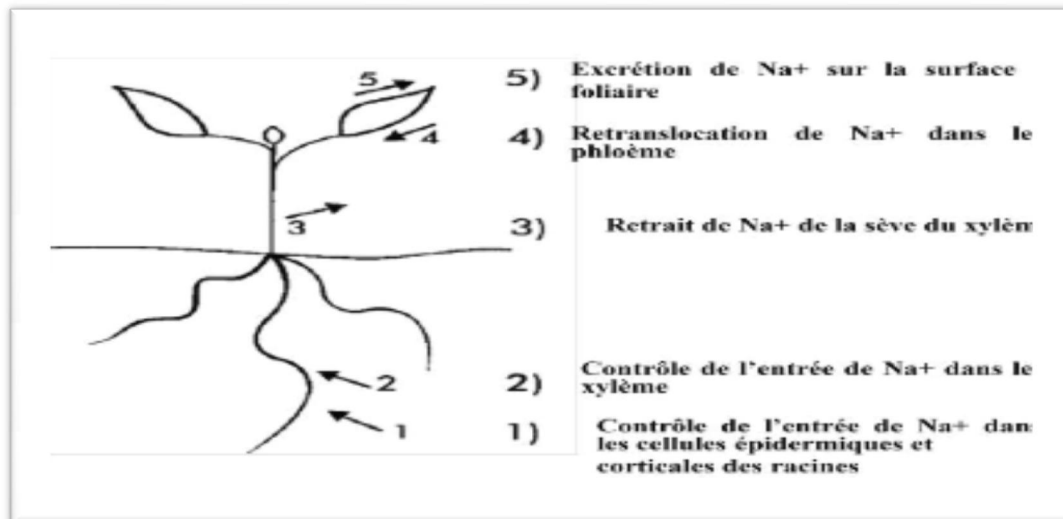 5
4
3
2
1
5) Excrétion de Na+ sur la surface
foliaire
4) Retranslocation de Na+ dans le
phloème
3) Retrait de Na+ de la sève du xylèm
2) Contrôle de l'entrée de Na+ dans le
xylème
1) Contrôle de l'entrée de Na+ dan
les cellules épidermiques et
corticales des racines